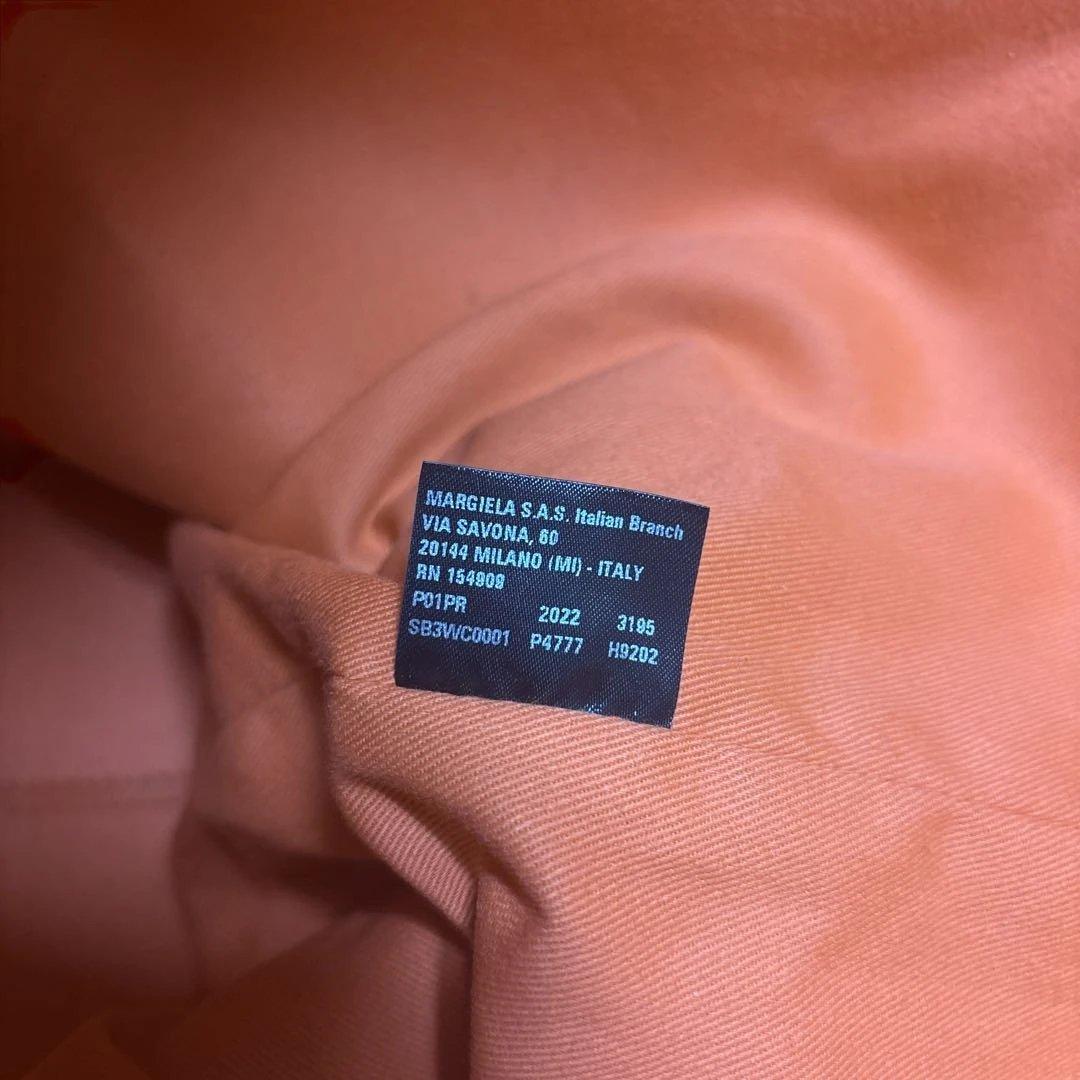 MARGIELA S.A.S. Italian Branch
VIA SAVONA, 60
20144 MILANO (MI) - ITALY
RN 154909
P01PR 2022 3195
SB3WC0001 P4777 H9202